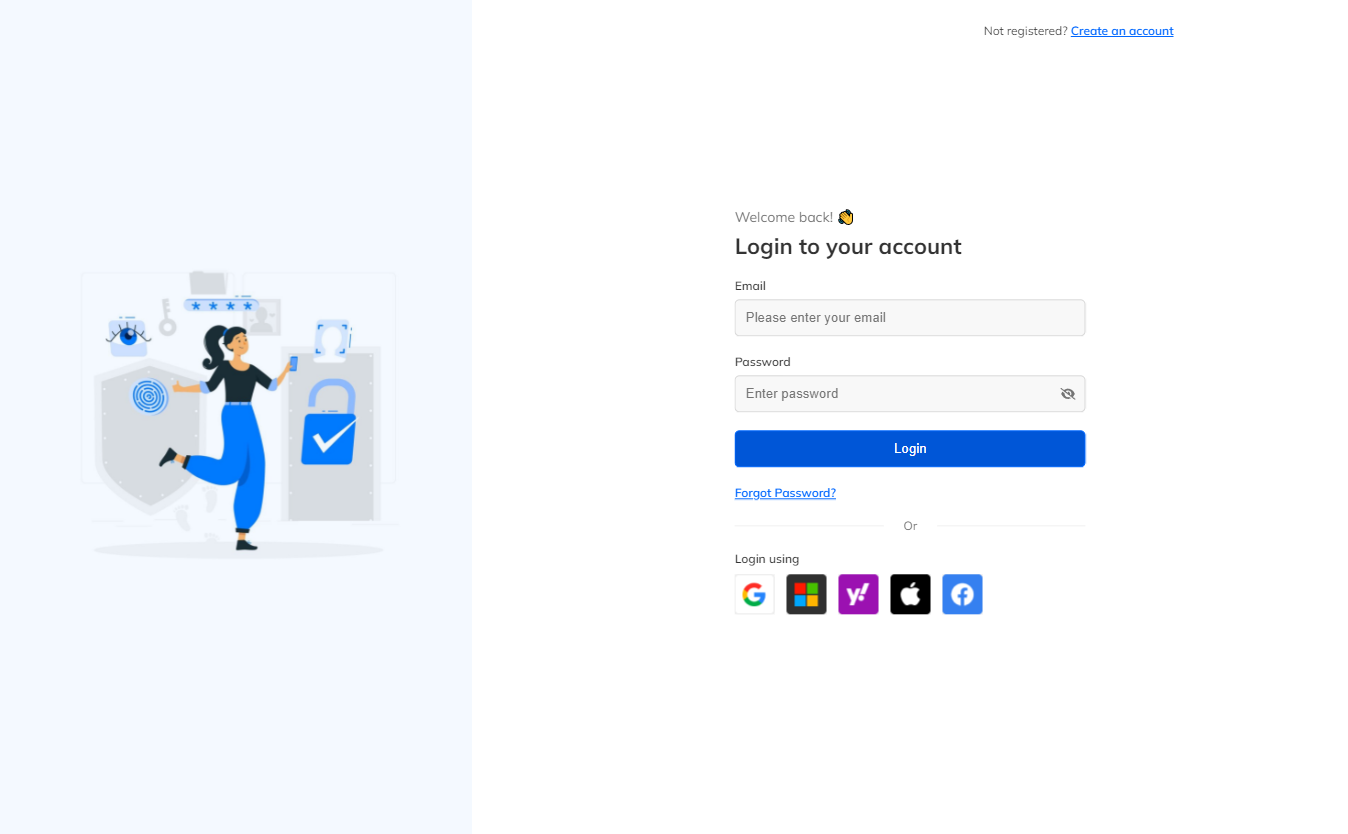 Not registered? Create an account
Welcome back! 👋
Login to your account
Email
Please enter your email
Password
Enter password
Login
Forgot Password?
Or
Login using